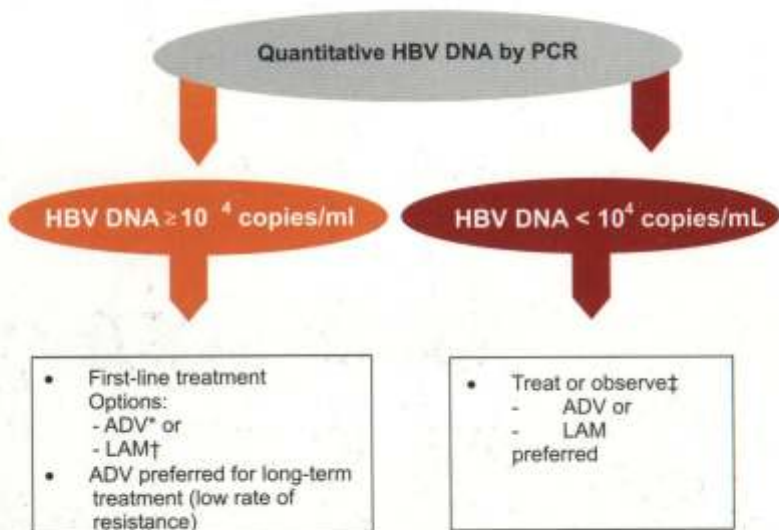 Quantitative HBV DNA by PCR
HBV DNA ≥ 10 ⁴ copies/ml
HBV DNA < 10⁴ copies/mL
• First-line treatment
Options:
- ADV* or
- LAM†
• ADV preferred for long-term
treatment (low rate of
resistance)
• Treat or observe‡
- ADV or
- LAM
preferred